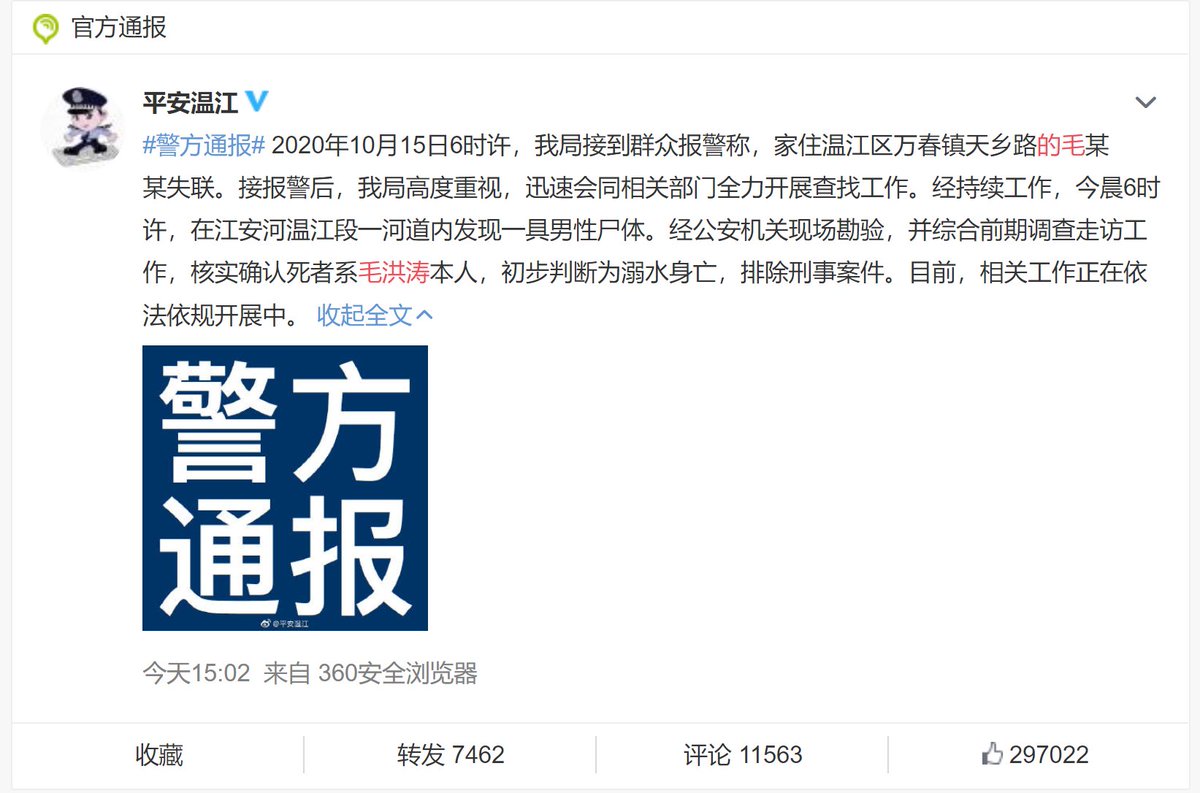 官方通报
平安温江
#警方通报# 2020年10月15日6时许，我局接到群众报警称，家住温江区万春镇天乡路的毛某
某失联。接报警后，我局高度重视，迅速会同相关部门全力开展查找工作。经持续工作，今晨6时
许，在江安河温江段一河道内发现一具男性尸体。经公安机关现场勘验，并综合前期调查走访工
作，核实确认死者系毛洪涛本人，初步判断为溺水身亡，排除刑事案件。目前，相关工作正在依
法依规开展中。 收起全文
警方
通报
@平安温江
今天15:02 来自 360安全浏览器
收藏 转发 7462 评论 11563 297022